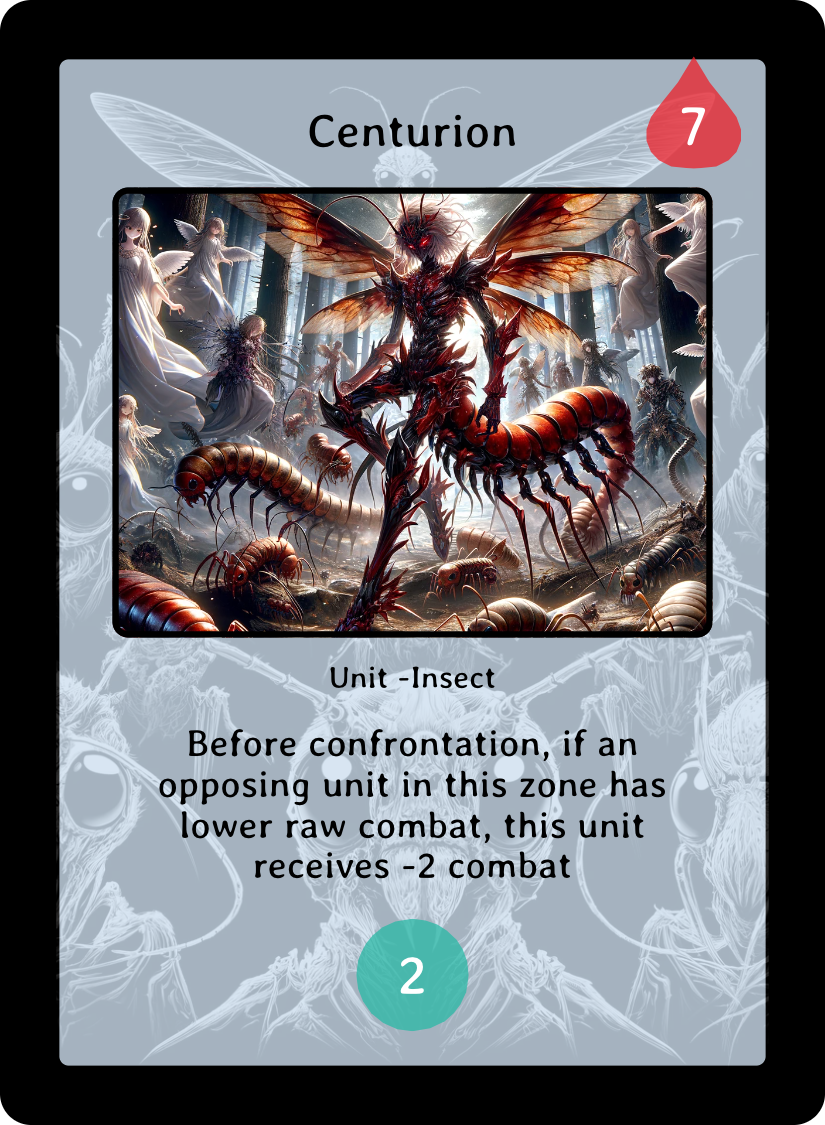 Centurion
7
Unit -Insect
Before confrontation, if an
opposing unit in this zone has
lower raw combat, this unit
receives -2 combat
2